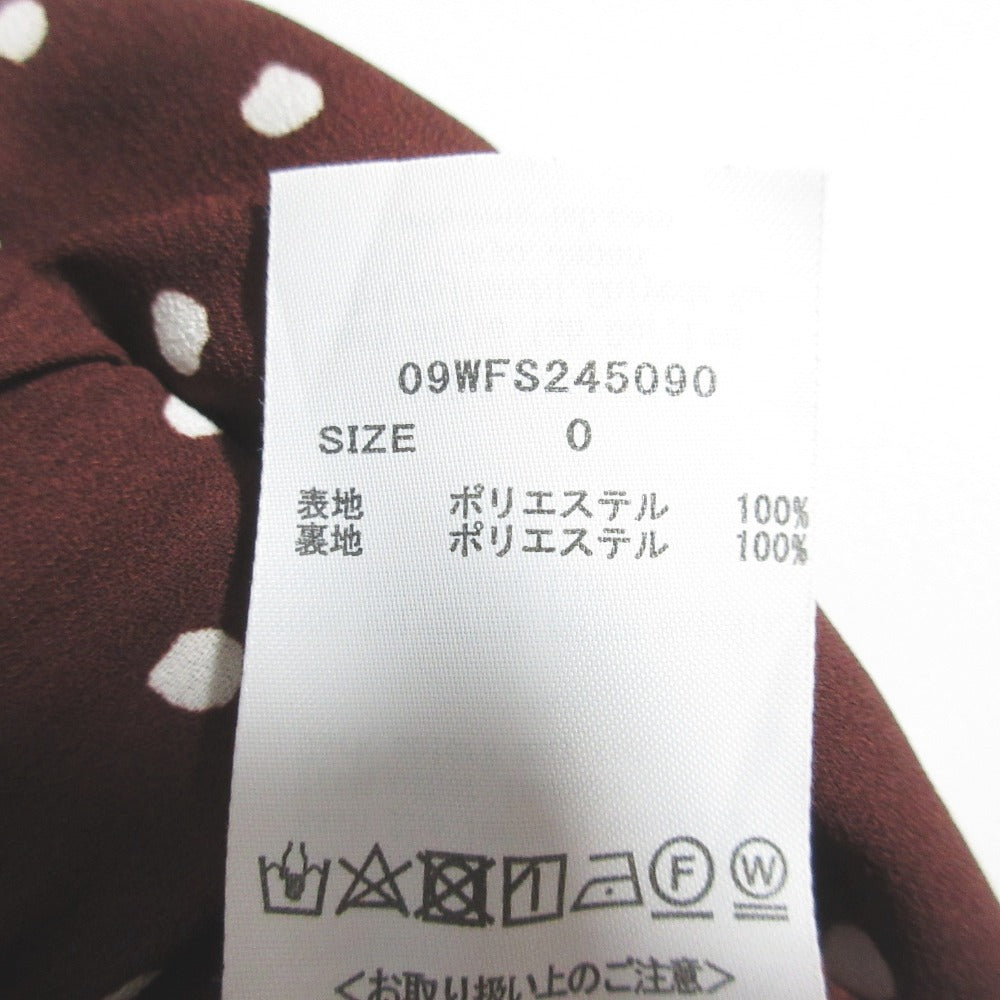 09WFS245090
SIZE 0
表地 ポリエステル 100%
裏地 ポリエステル 100%
F W
<お取り扱い上のご注意>